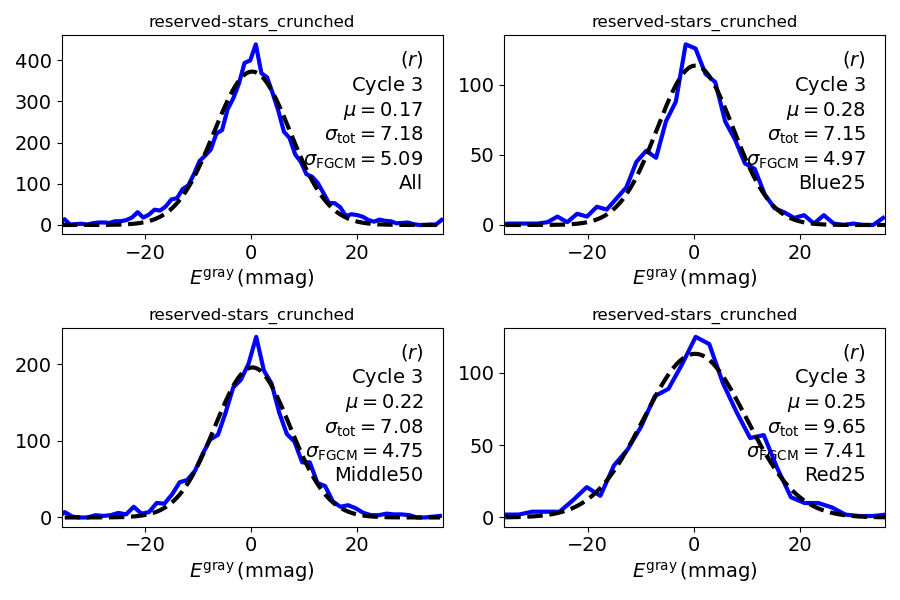 reserved-stars_crunched
400
300
200
100
0
(r)
Cycle 3
μ = 0.17
σtot = 7.18
σFGCM = 5.09
All
−20 0 20
Egray (mmag)
reserved-stars_crunched
100
50
0
(r)
Cycle 3
μ = 0.28
σtot = 7.15
σFGCM = 4.97
Blue25
−20 0 20
Egray (mmag)
reserved-stars_crunched
200
100
0
(r)
Cycle 3
μ = 0.22
σtot = 7.08
σFGCM = 4.75
Middle50
−20 0 20
Egray (mmag)
reserved-stars_crunched
100
50
0
(r)
Cycle 3
μ = 0.25
σtot = 9.65
σFGCM = 7.41
Red25
−20 0 20
Egray (mmag)